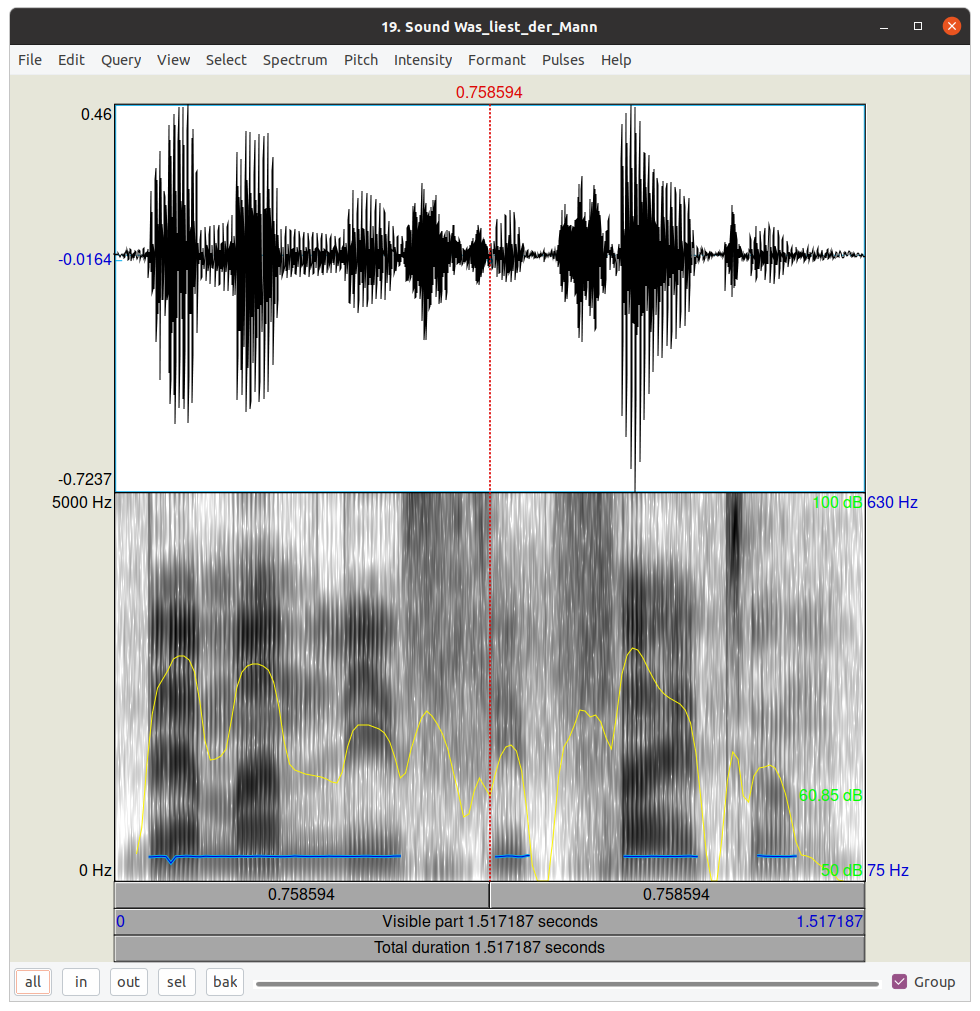 19. Sound Was_liest_der_Mann
File Edit Query View Select Spectrum Pitch Intensity Formant Pulses Help
0.758594
0.46
-0.0164
-0.7237
5000 Hz 100 dB 630 Hz
60.85 dB
0 Hz 50 dB 75 Hz
0.758594 0.758594
0 Visible part 1.517187 seconds 1.517187
Total duration 1.517187 seconds
all in out sel bak Group